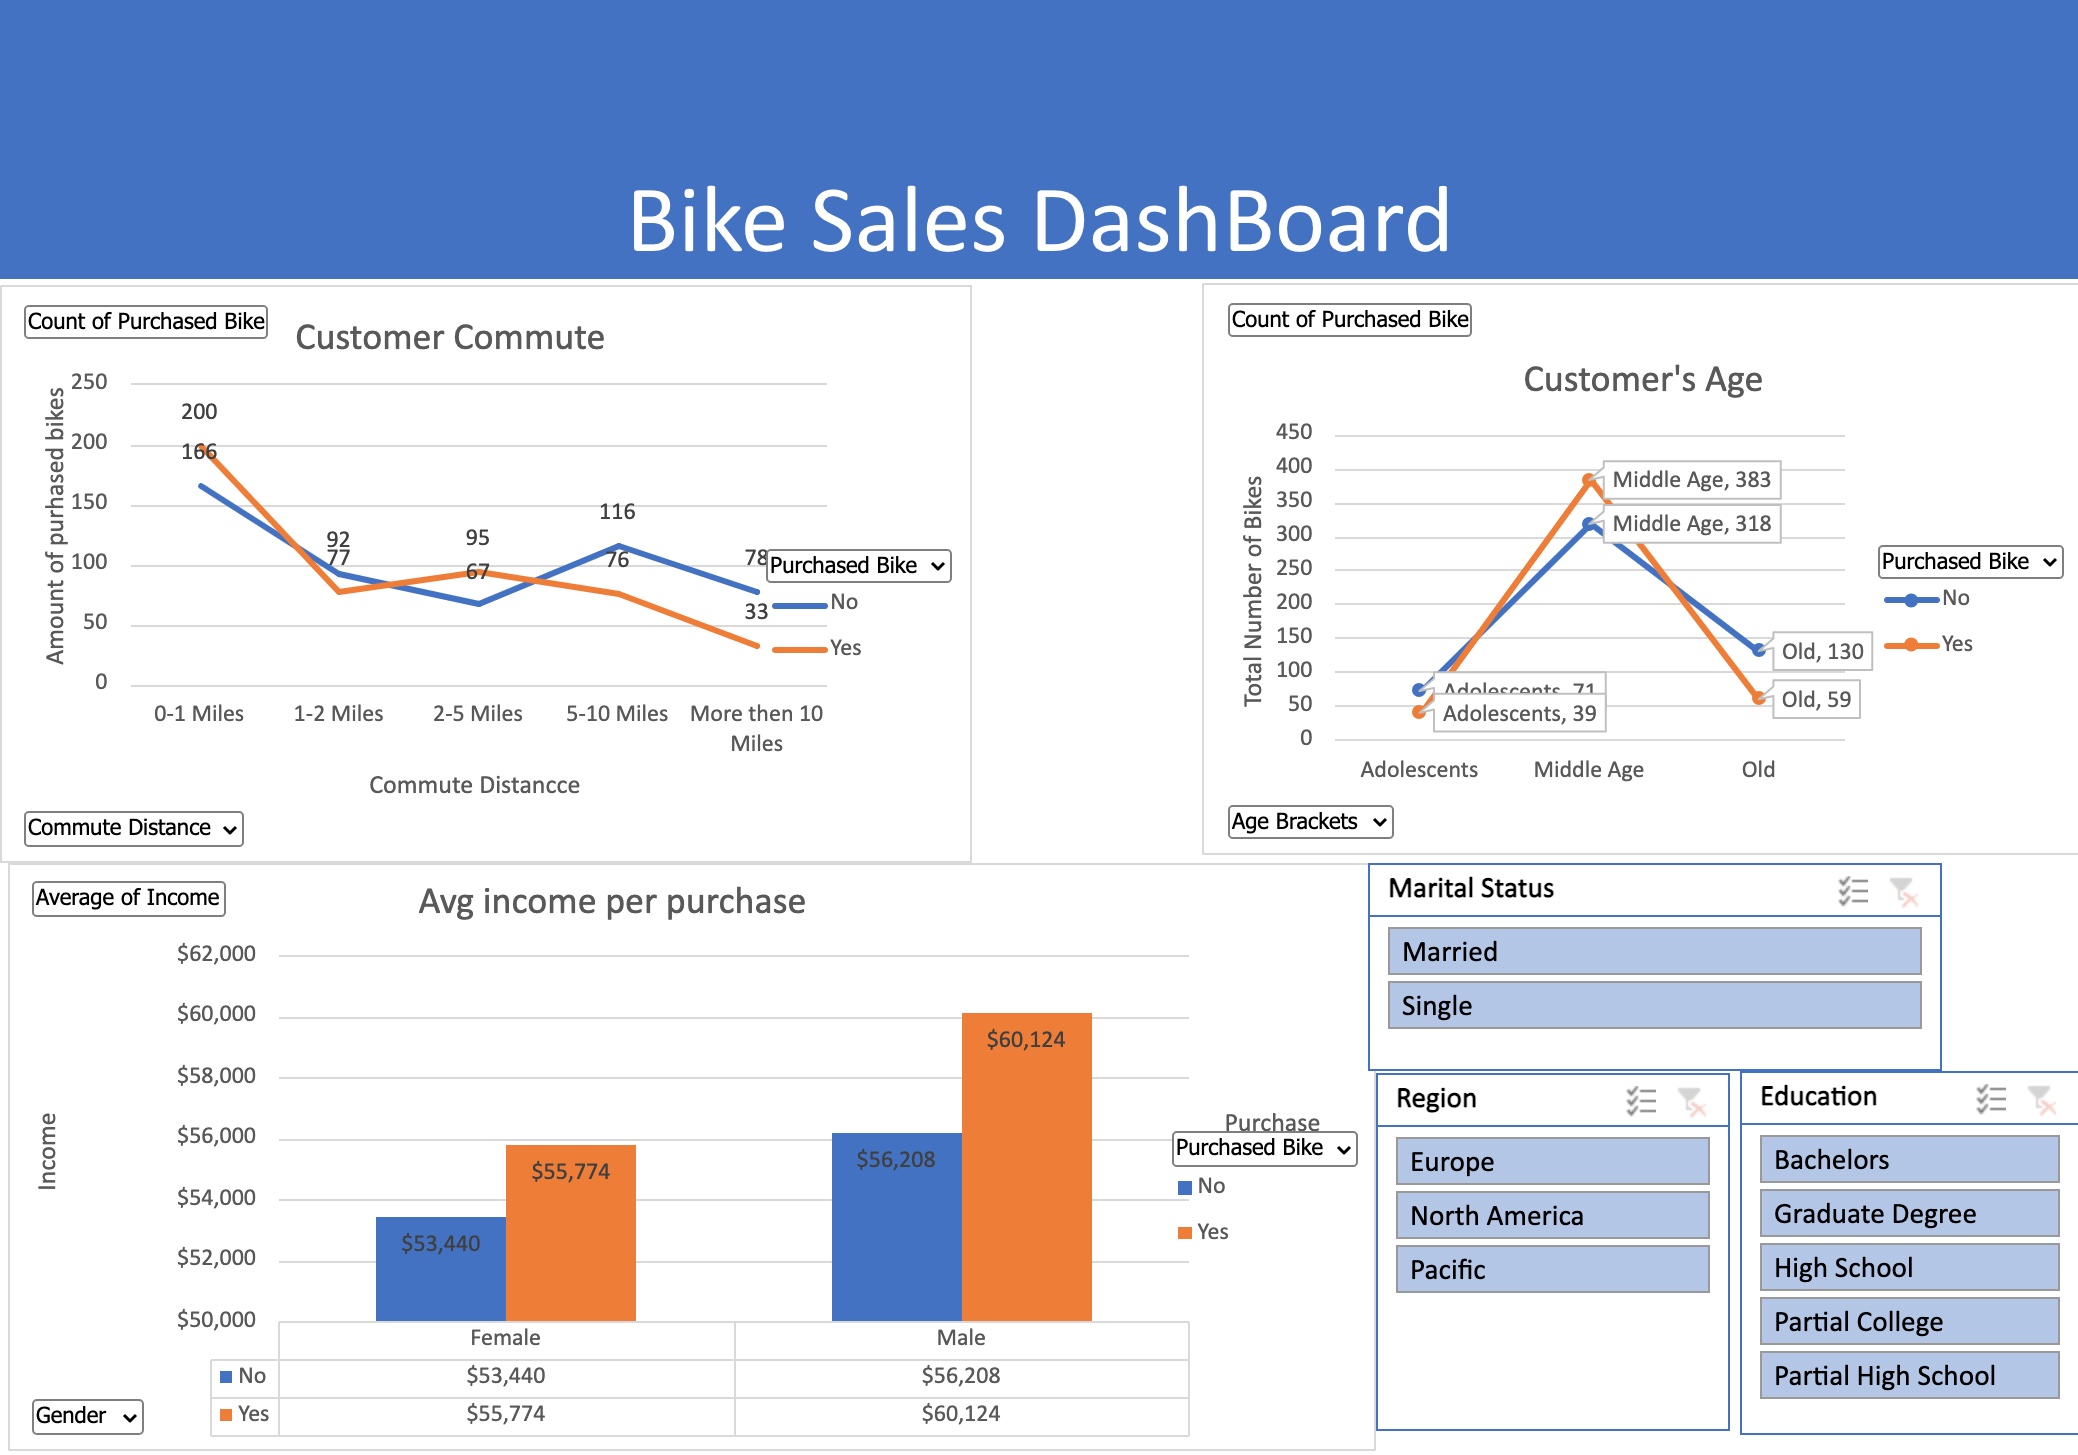 Bike Sales DashBoard
Count of Purchased Bike
Customer Commute
Amount of purhased bikes
250
200
150
100
50
0
200
166
92
77
95
67
116
76
78
33
Purchased Bike
No
Yes
0-1 Miles
1-2 Miles
2-5 Miles
5-10 Miles
More then 10
Miles
Commute Distancce
Commute Distance
Count of Purchased Bike
Customer's Age
Total Number of Bikes
450
400
350
300
250
200
150
100
50
0
Middle Age, 383
Middle Age, 318
Old, 130
Old, 59
Adolescents, 71
Adolescents, 39
Purchased Bike
No
Yes
Adolescents
Middle Age
Old
Age Brackets
Average of Income
Avg income per purchase
Income
$62,000
$60,000
$58,000
$56,000
$54,000
$52,000
$50,000
$53,440
$55,774
$56,208
$60,124
Purchase
Purchased Bike
No
Yes
Female
Male
No
$53,440
$56,208
Yes
$55,774
$60,124
Gender
Marital Status
Married
Single
Region
Europe
North America
Pacific
Education
Bachelors
Graduate Degree
High School
Partial College
Partial High School